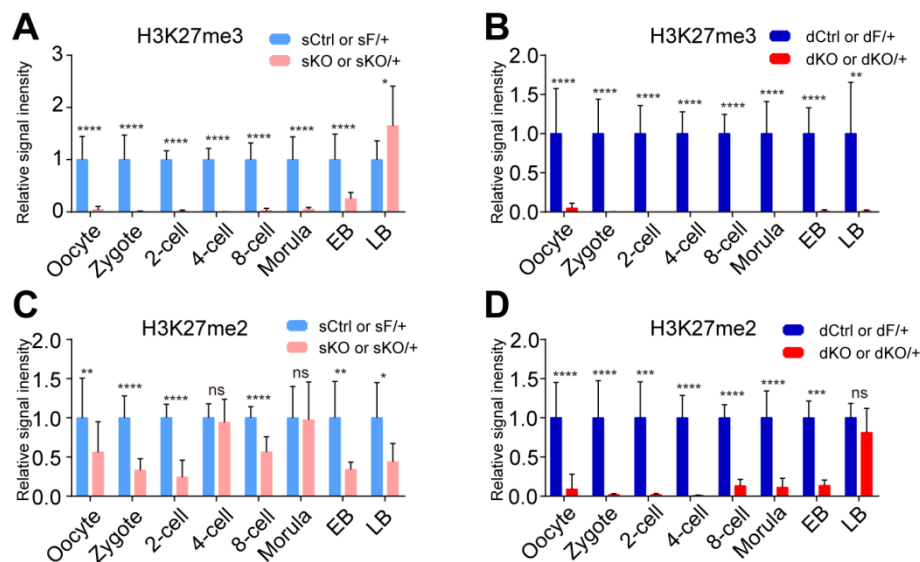 A
H3K27me3
sCtrl or sF/+
sKO or sKO/+
Relative signal inensity
3
2
1
0
**** **** **** **** **** **** **** *
Oocyte Zygote 2-cell 4-cell 8-cell Morula EB LB
B
H3K27me3
dCtrl or dF/+
dKO or dKO/+
Relative signal inensity
2.0
1.5
1.0
0.5
0.0
**** **** **** **** **** **** **** **
Oocyte Zygote 2-cell 4-cell 8-cell Morula EB LB
C
H3K27me2
sCtrl or sF/+
sKO or sKO/+
Relative signal inensity
2.0
1.5
1.0
0.5
0.0
** **** **** ns **** ns ** *
Oocyte Zygote 2-cell 4-cell 8-cell Morula EB LB
D
H3K27me2
dCtrl or dF/+
dKO or dKO/+
Relative signal inensity
2.0
1.5
1.0
0.5
0.0
**** **** *** **** **** **** *** ns
Oocyte Zygote 2-cell 4-cell 8-cell Morula EB LB